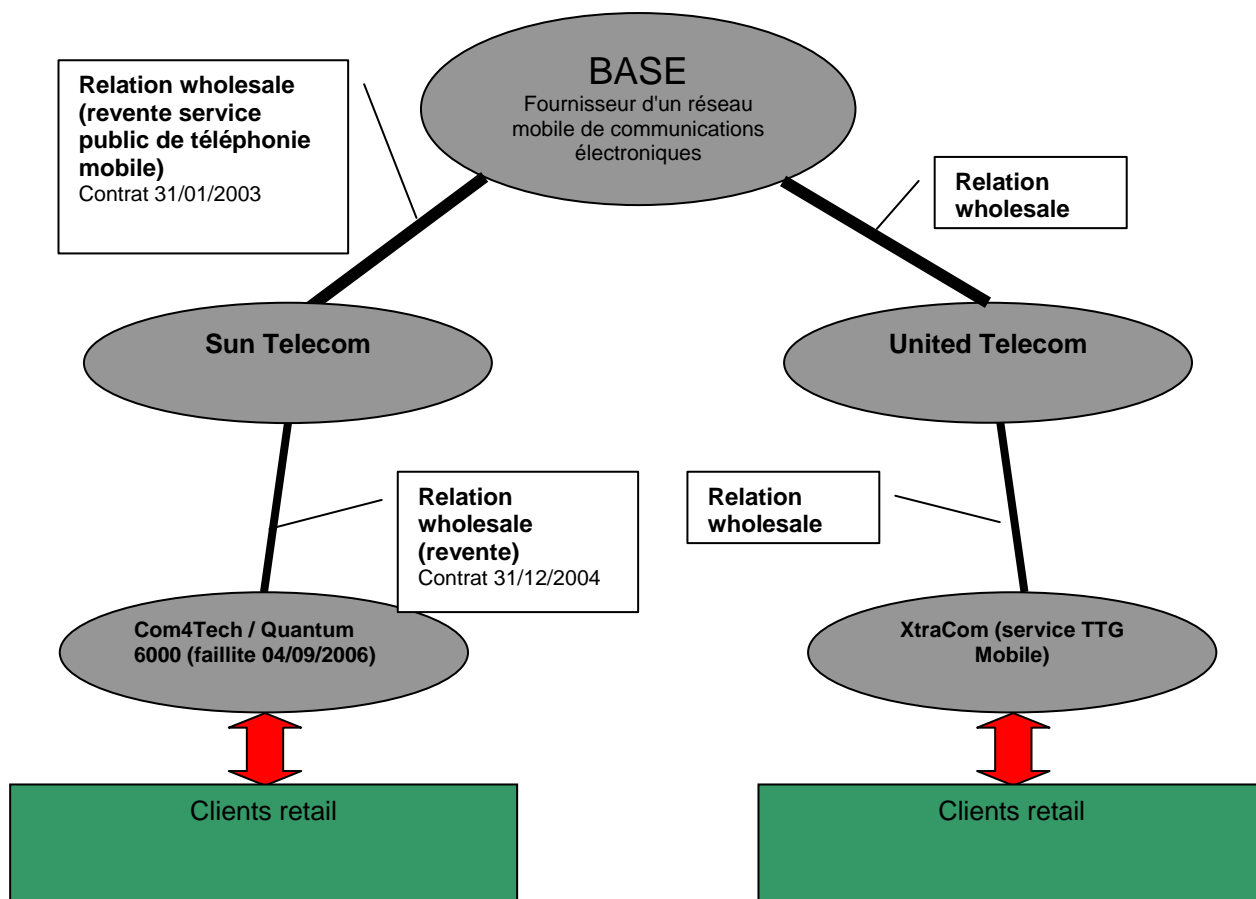 BASE
Fournisseur d'un réseau
mobile de communications
électroniques
Relation wholesale
(revente service
public de téléphonie
mobile)
Contrat 31/01/2003
Relation
wholesale
Sun Telecom
United Telecom
Relation
wholesale
(revente)
Contrat 31/12/2004
Relation
wholesale
Com4Tech / Quantum
6000 (faillite 04/09/2006)
XtraCom (service TTG
Mobile)
Clients retail
Clients retail